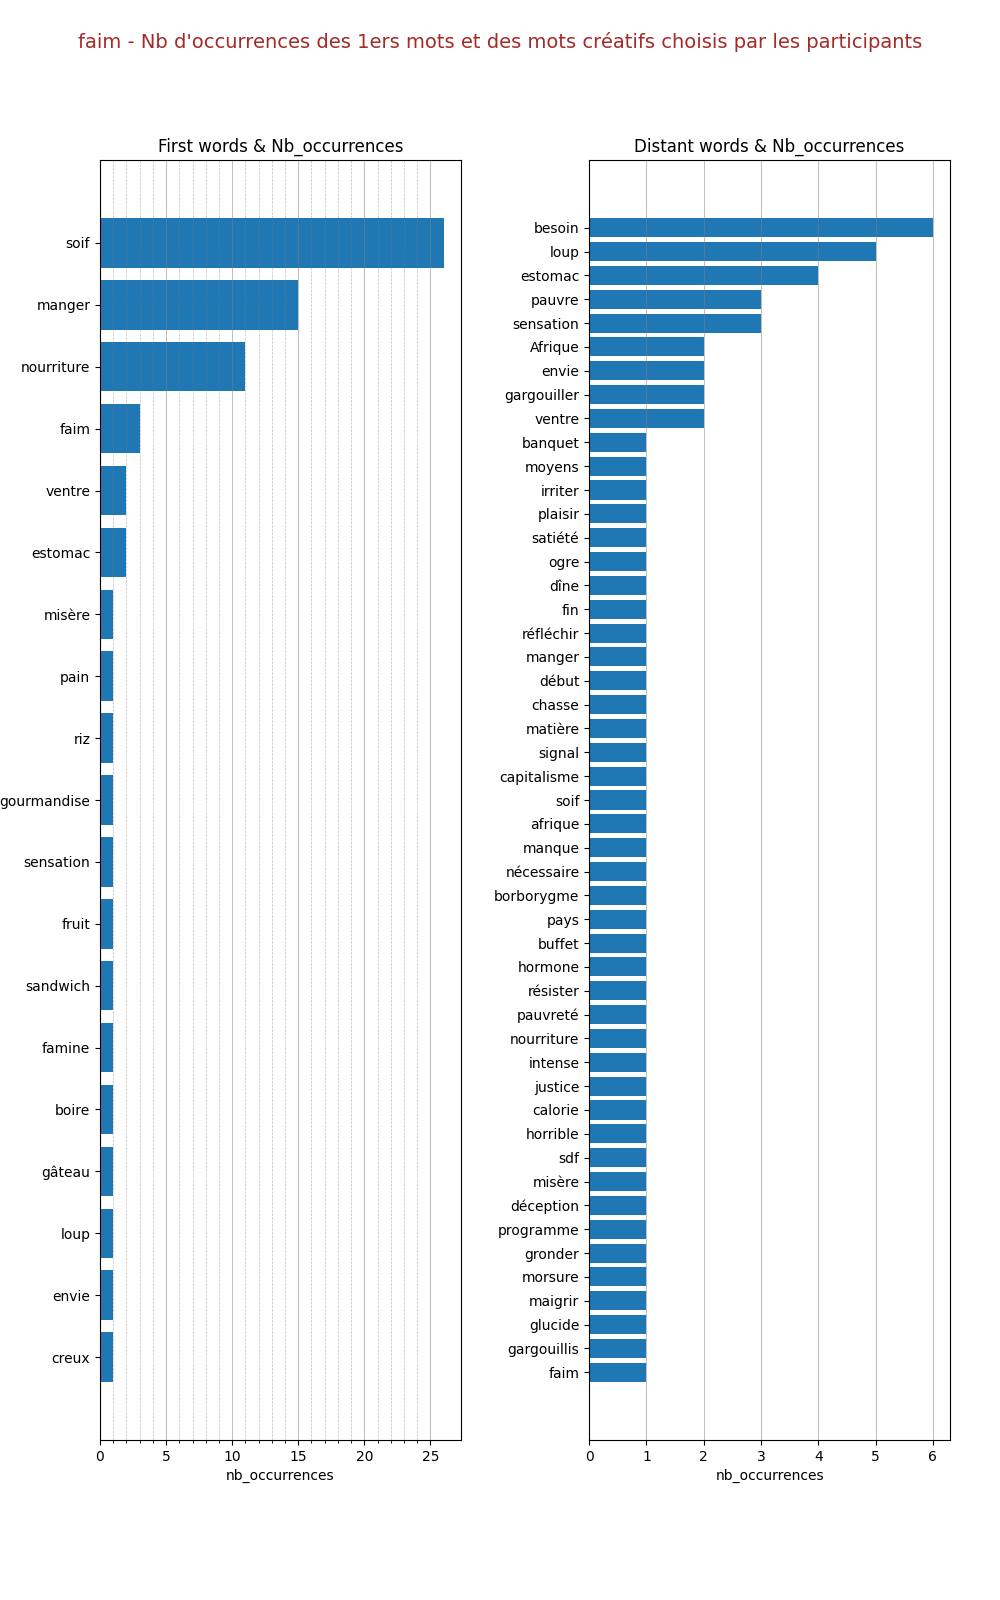 faim - Nb d'occurrences des 1ers mots et des mots créatifs choisis par les participants
First words & Nb_occurrences
soif
manger
nourriture
faim
ventre
estomac
misère
pain
riz
gourmandise
sensation
fruit
sandwich
famine
boire
gâteau
loup
envie
creux
0 5 10 15 20 25
nb_occurrences
Distant words & Nb_occurrences
besoin
loup
estomac
pauvre
sensation
Afrique
envie
gargouiller
ventre
banquet
moyens
irriter
plaisir
satiété
ogre
dîne
fin
réfléchir
manger
début
chasse
matière
signal
capitalisme
soif
afrique
manque
nécessaire
borborygme
pays
buffet
hormone
résister
pauvreté
nourriture
intense
justice
calorie
horrible
sdf
misère
déception
programme
gronder
morsure
maigrir
glucide
gargouillis
faim
0 1 2 3 4 5 6
nb_occurrences